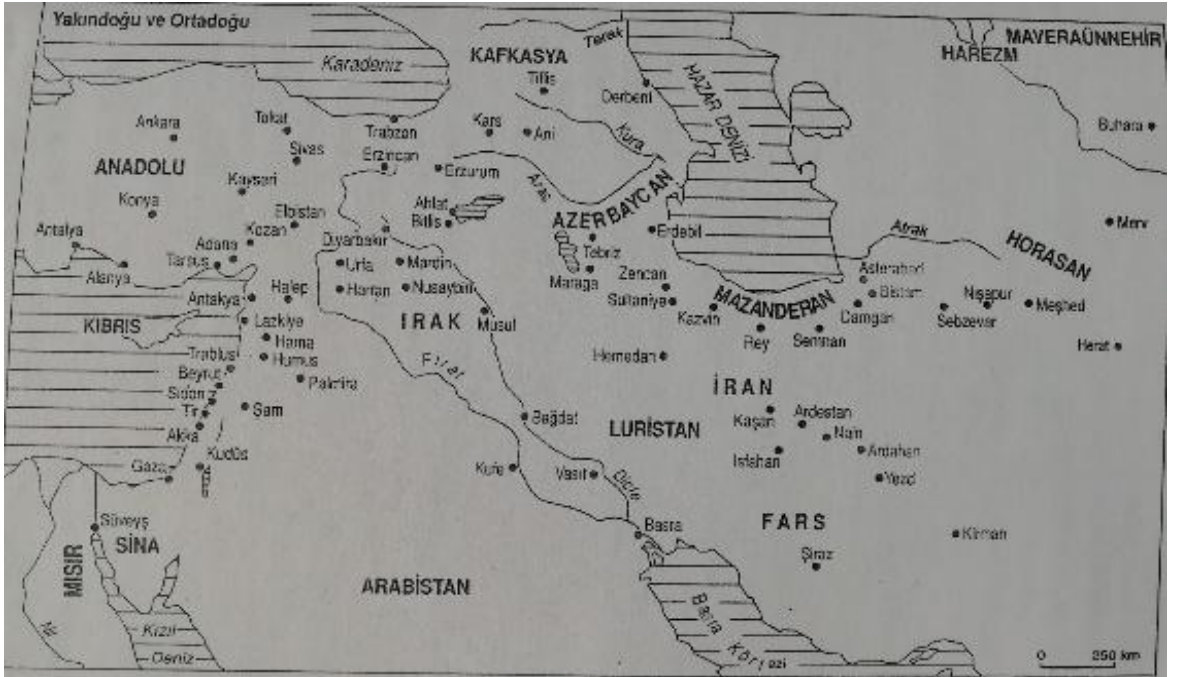 Yakındoğu ve Ortadoğu
Karadeniz
KAFKASYA
Terek
Tiflis
Derbent
HAZAR DENİZİ
HAREZM
MAVERAÜNNEHİR
Buhara
Ankara
Tokat
Trabzon
Kars
Ani
Kura
Sivas
Erzincan
Erzurum
ANADOLU
Kayseri
Aras
AZERBAYCAN
Konya
Elbistan
Ahlat
Bitlis
Erdebil
Atrak
Merv
HORASAN
Antalya
Kozan
Adana
Diyarbakır
Tebriz
Tarsus
Alanya
Urfa
Mardin
Maraga
Zencan
Asterabad
Antakya
Halep
Harran
Nusaybin
Sultaniye
MAZANDERAN
Bistam
Nişapur
Meşhed
KIBRIS
Lazkiye
IRAK
Musul
Kazvin
Damgan
Sebzevar
Hama
Rey
Semnan
Herat
Trablus
Humus
Fırat
Hemedan
Beyrut
Palmira
İRAN
Sidon
Tir
Şam
Bağdat
LURİSTAN
Kaşan
Ardestan
Akka
Nain
Kudüs
Isfahan
Ardahan
Gaza
Kufe
Vasıt
Dicle
Yezd
Süveyş
SİNA
Basra
FARS
Kirman
MISIR
Şiraz
ARABİSTAN
Nil
Kızıl
Deniz
Basra
Körfezi
0 250 km